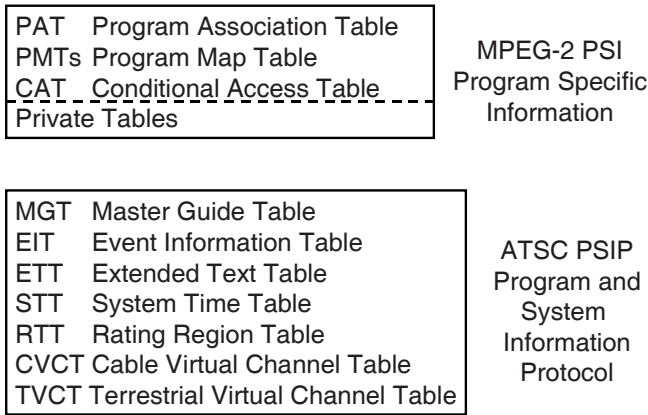 PAT Program Association Table
PMTs Program Map Table
CAT Conditional Access Table
Private Tables
MPEG-2 PSI
Program Specific
Information
MGT Master Guide Table
EIT Event Information Table
ETT Extended Text Table
STT System Time Table
RTT Rating Region Table
CVCT Cable Virtual Channel Table
TVCT Terrestrial Virtual Channel Table
ATSC PSIP
Program and
System
Information
Protocol